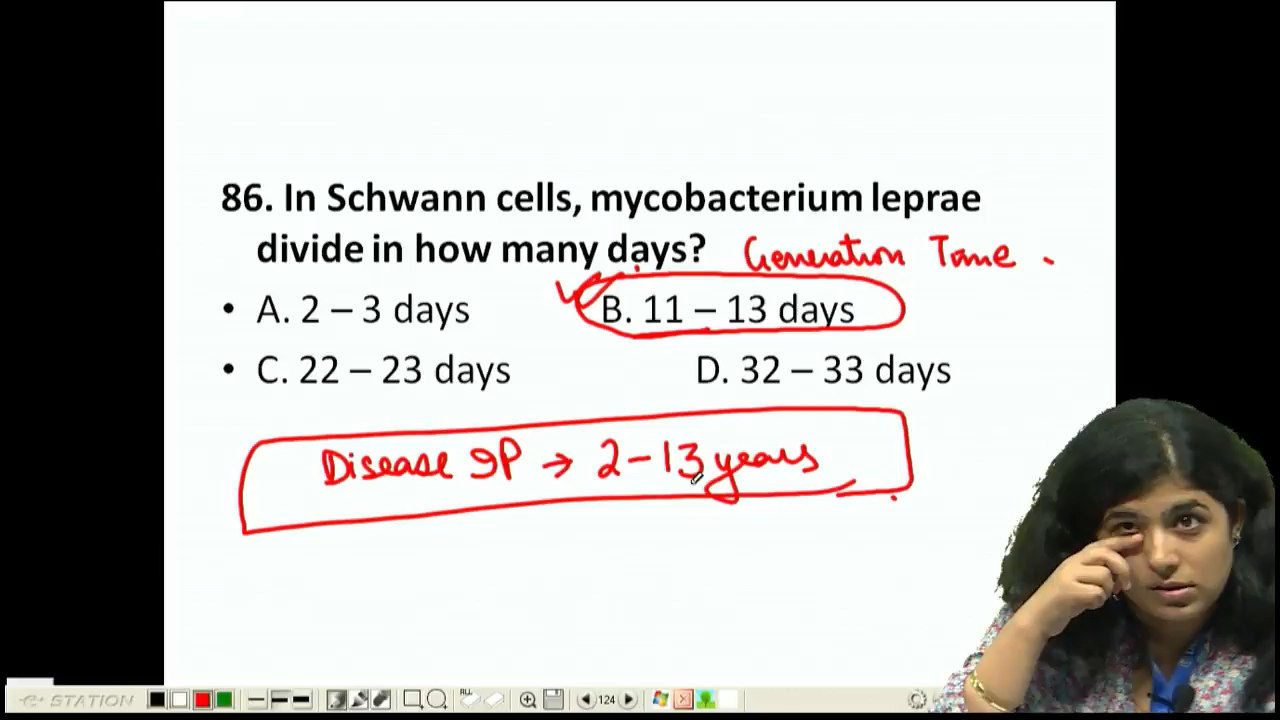 86. In Schwann cells, mycobacterium leprae
divide in how many days? Generation Time.
• A. 2 – 3 days B. 11 – 13 days
• C. 22 – 23 days D. 32 – 33 days
Disease IP → 2 – 13 years
e STATION ALL 124